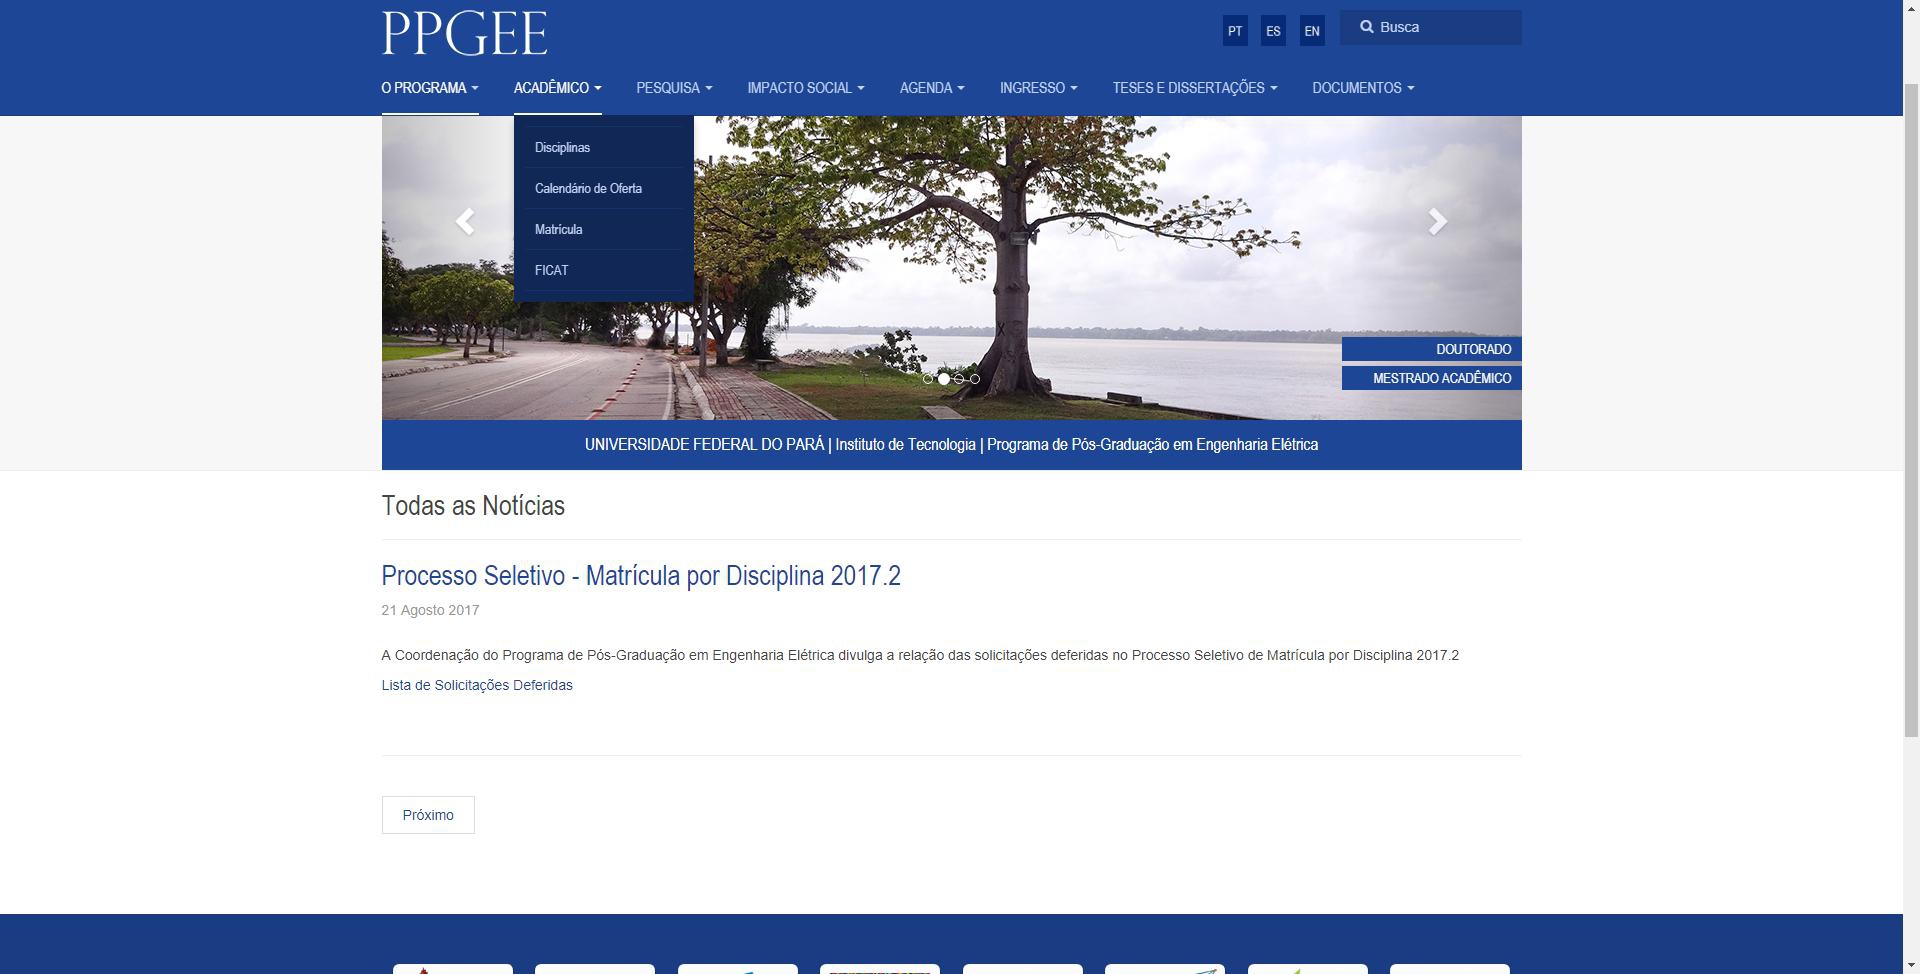 PPGEE
PT ES EN Busca
O PROGRAMA ACADÊMICO PESQUISA IMPACTO SOCIAL AGENDA INGRESSO TESES E DISSERTAÇÕES DOCUMENTOS
Disciplinas
Calendário de Oferta
Matrícula
FICAT
DOUTORADO
MESTRADO ACADÊMICO
UNIVERSIDADE FEDERAL DO PARÁ | Instituto de Tecnologia | Programa de Pós-Graduação em Engenharia Elétrica
Todas as Notícias
Processo Seletivo - Matrícula por Disciplina 2017.2
21 Agosto 2017
A Coordenação do Programa de Pós-Graduação em Engenharia Elétrica divulga a relação das solicitações deferidas no Processo Seletivo de Matrícula por Disciplina 2017.2
Lista de Solicitações Deferidas
Próximo